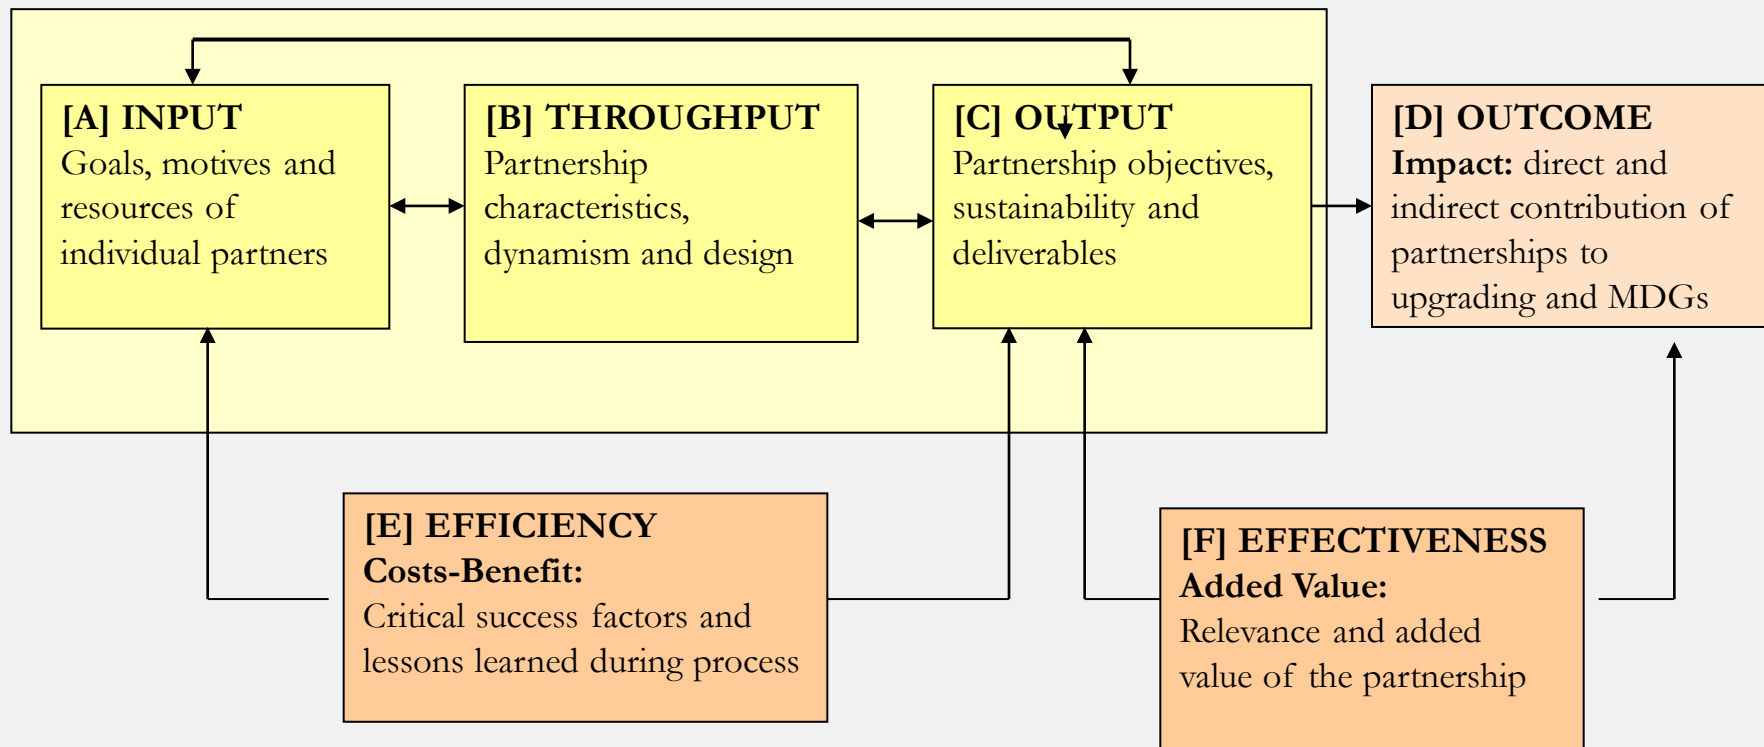 [A] INPUT
Goals, motives and
resources of
individual partners
[B] THROUGHPUT
Partnership
characteristics,
dynamism and design
[C] OUTPUT
Partnership objectives,
sustainability and
deliverables
[D] OUTCOME
Impact: direct and
indirect contribution of
partnerships to
upgrading and MDGs
[E] EFFICIENCY
Costs-Benefit:
Critical success factors and
lessons learned during process
[F] EFFECTIVENESS
Added Value:
Relevance and added
value of the partnership